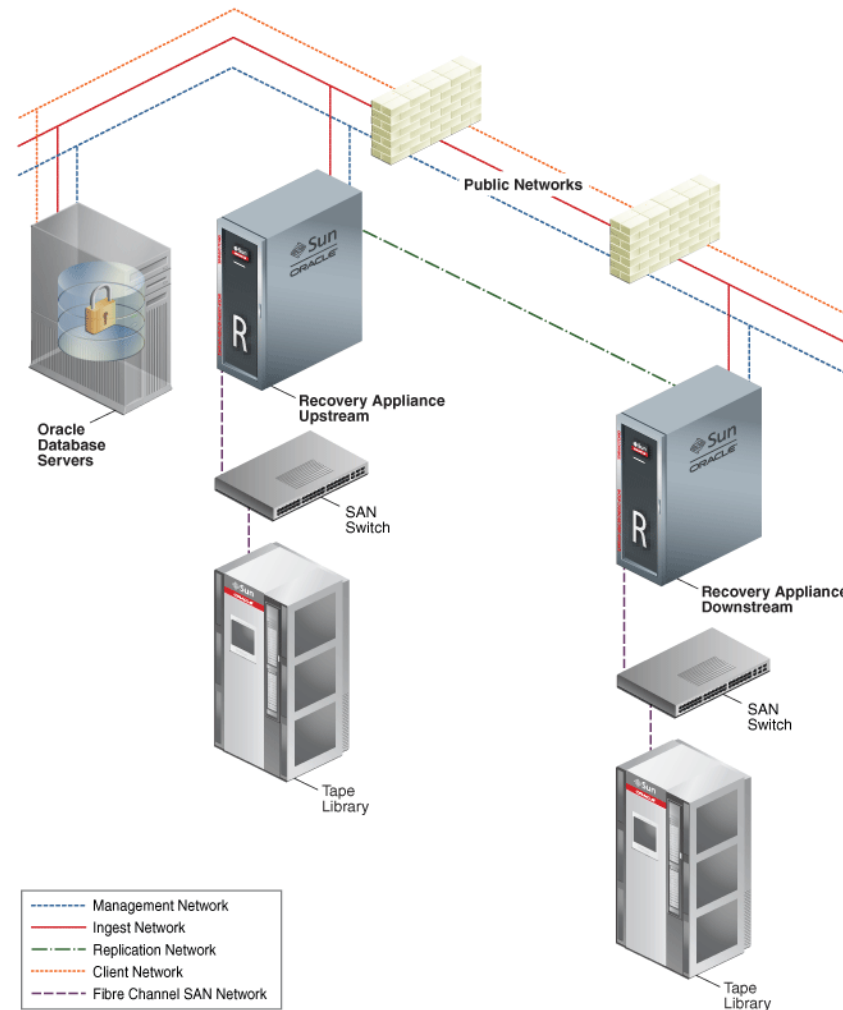 Public Networks
Sun
ORACLE
R
Oracle
Database
Servers
Recovery Appliance
Upstream
SAN
Switch
Sun
ORACLE
R
Sun
Recovery Appliance
Downstream
SAN
Switch
Tape
Library
Sun
Tape
Library
Management Network
Ingest Network
Replication Network
Client Network
Fibre Channel SAN Network